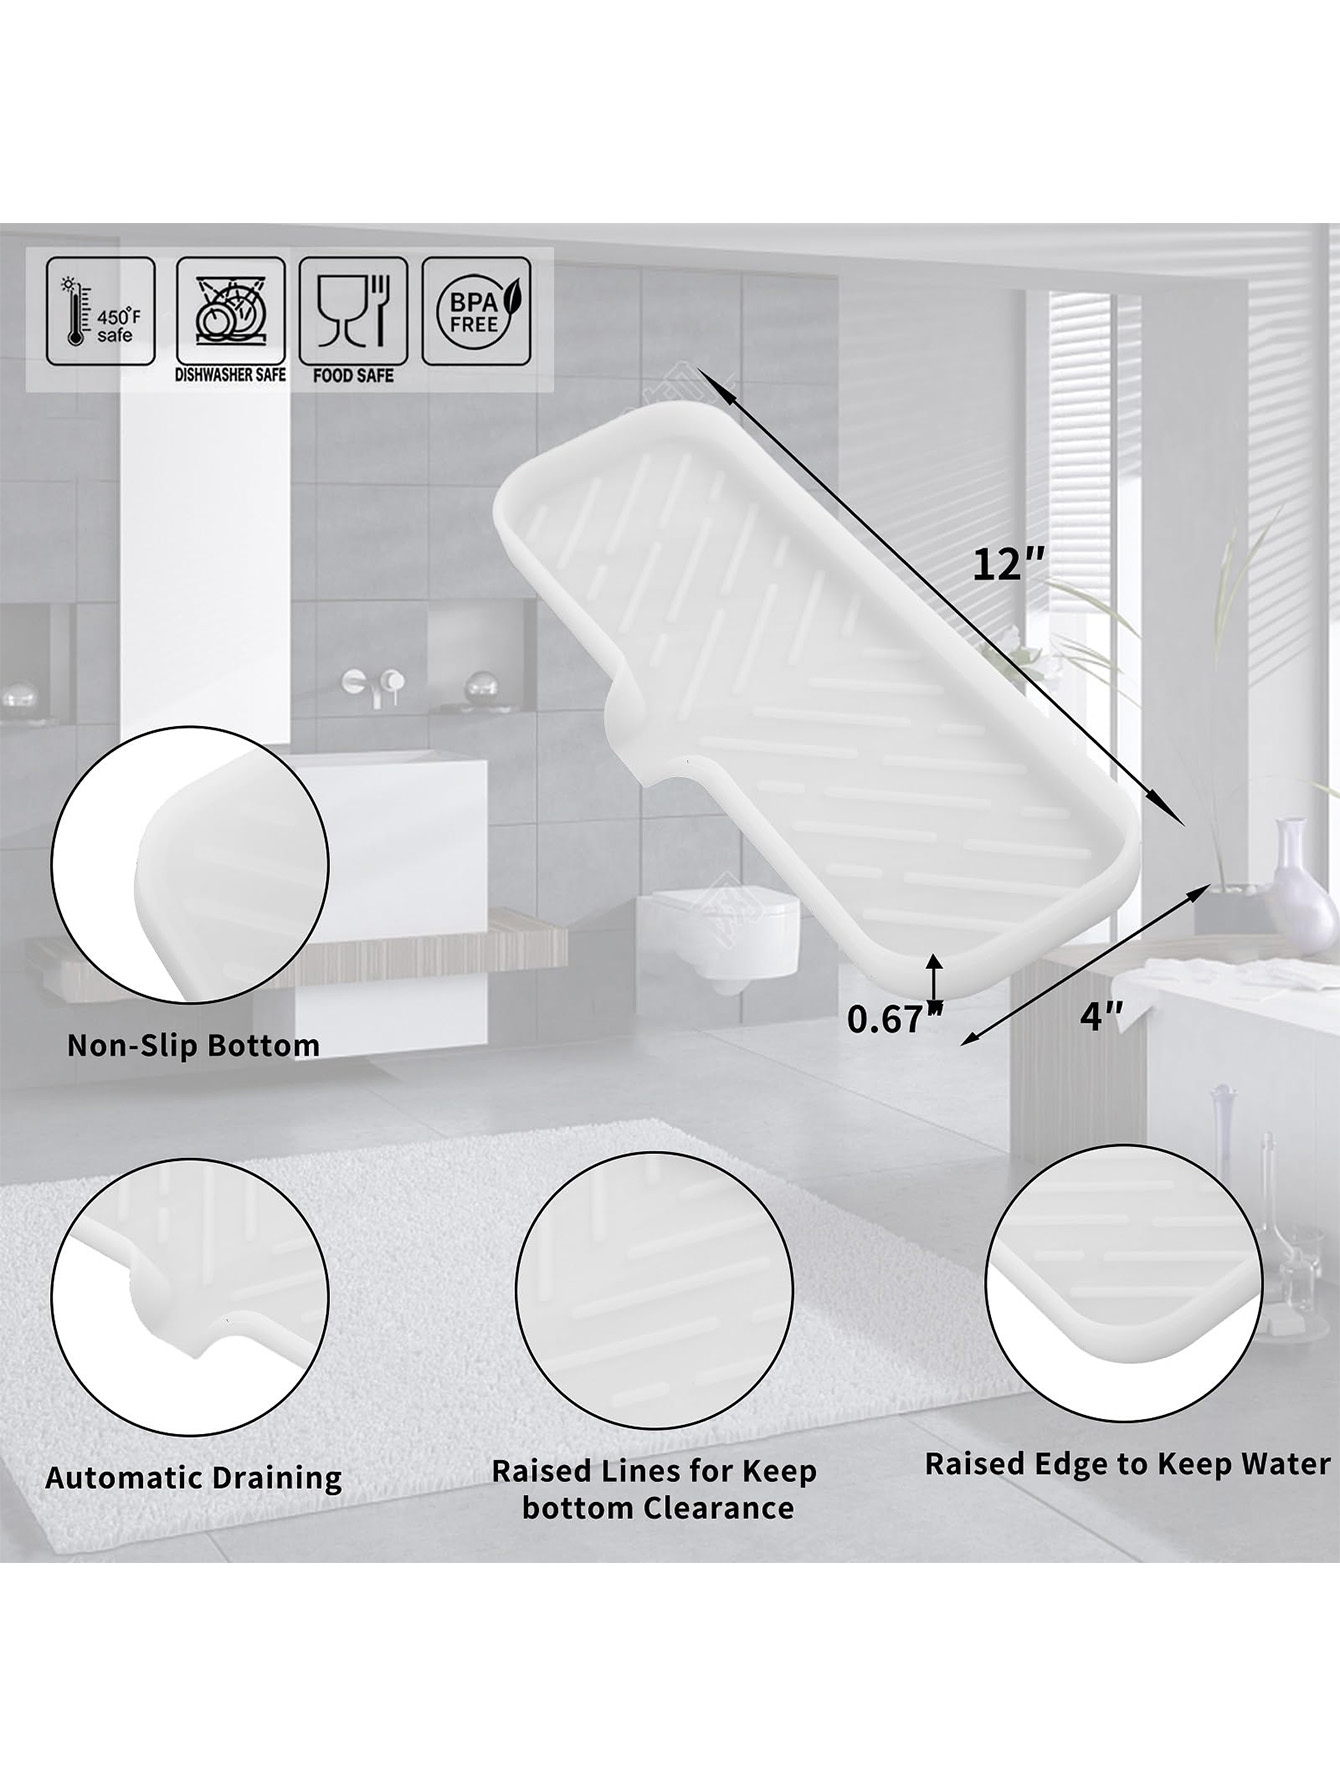 450°F
safe
DISHWASHER SAFE
FOOD SAFE
BPA
FREE
12"
0.67"
4"
Non-Slip Bottom
Automatic Draining
Raised Lines for Keep
bottom Clearance
Raised Edge to Keep Water